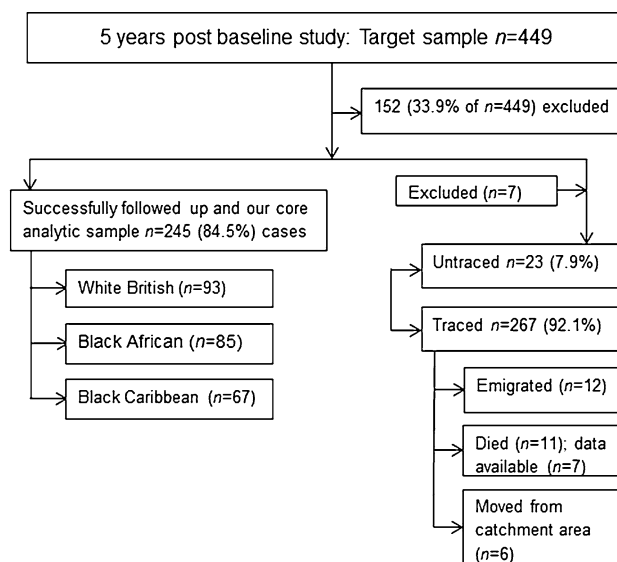 5 years post baseline study: Target sample n=449
152 (33.9% of n=449) excluded
Excluded (n=7)
Successfully followed up and our core
analytic sample n=245 (84.5%) cases
White British (n=93)
Black African (n=85)
Black Caribbean (n=67)
Untraced n=23 (7.9%)
Traced n=267 (92.1%)
Emigrated (n=12)
Died (n=11); data
available (n=7)
Moved from
catchment area
(n=6)